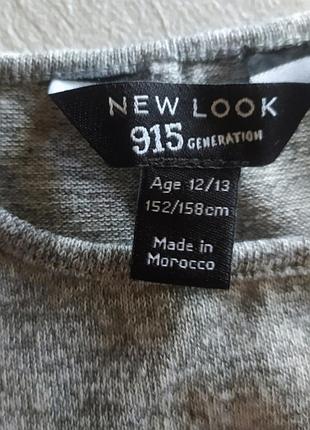 NEW LOOK
915 GENERATION
Age 12/13
152/158cm
Made in
Morocco